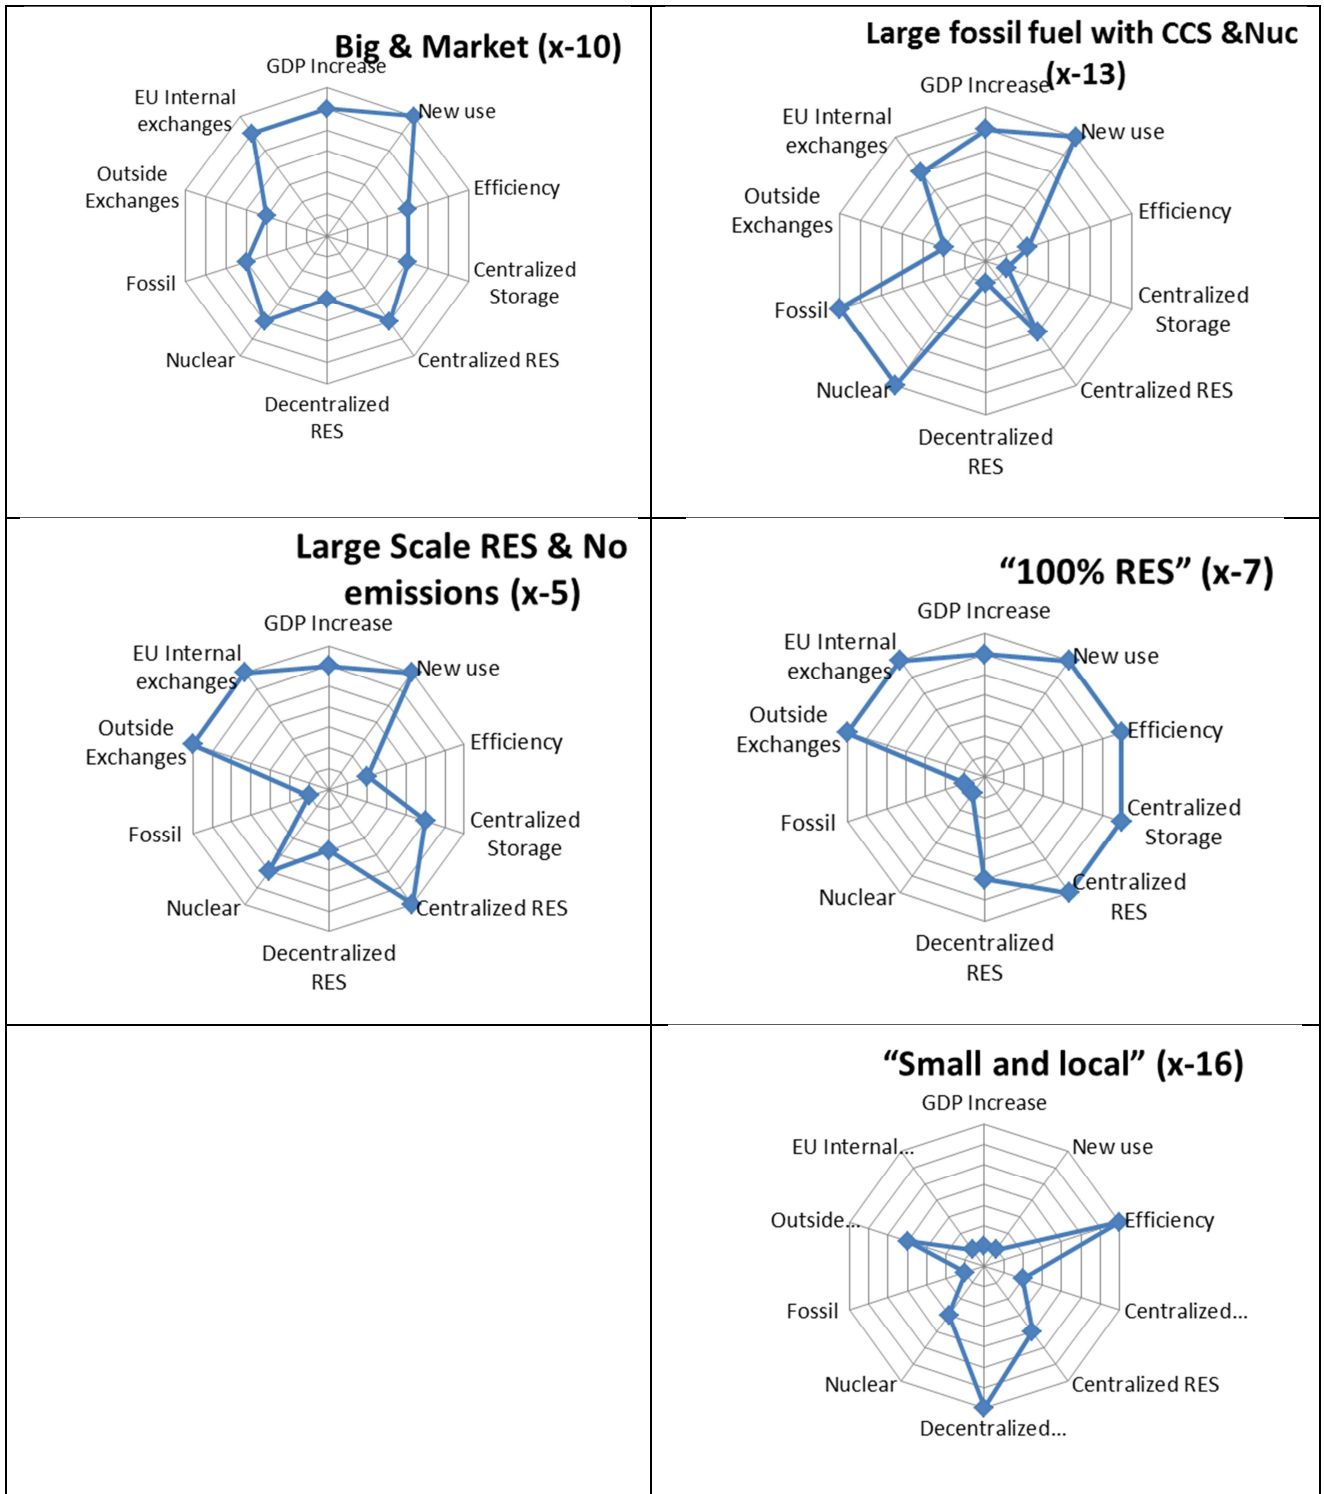 Big & Market (x-10)
GDP Increase
New use
Efficiency
Centralized
Storage
Centralized RES
Decentralized
RES
Nuclear
Fossil
Outside
Exchanges
EU Internal
exchanges
Large fossil fuel with CCS &Nuc
(x-13)
GDP Increase
New use
Efficiency
Centralized
Storage
Centralized RES
Decentralized
RES
Nuclear
Fossil
Outside
Exchanges
EU Internal
exchanges
Large Scale RES & No
emissions (x-5)
GDP Increase
New use
Efficiency
Centralized
Storage
Centralized RES
Decentralized
RES
Nuclear
Fossil
Outside
Exchanges
EU Internal
exchanges
“100% RES” (x-7)
GDP Increase
New use
Efficiency
Centralized
Storage
Centralized
RES
Decentralized
RES
Nuclear
Fossil
Outside
Exchanges
EU Internal
exchanges
“Small and local” (x-16)
GDP Increase
New use
Efficiency
Centralized...
Centralized RES
Decentralized...
Nuclear
Fossil
Outside...
EU Internal...